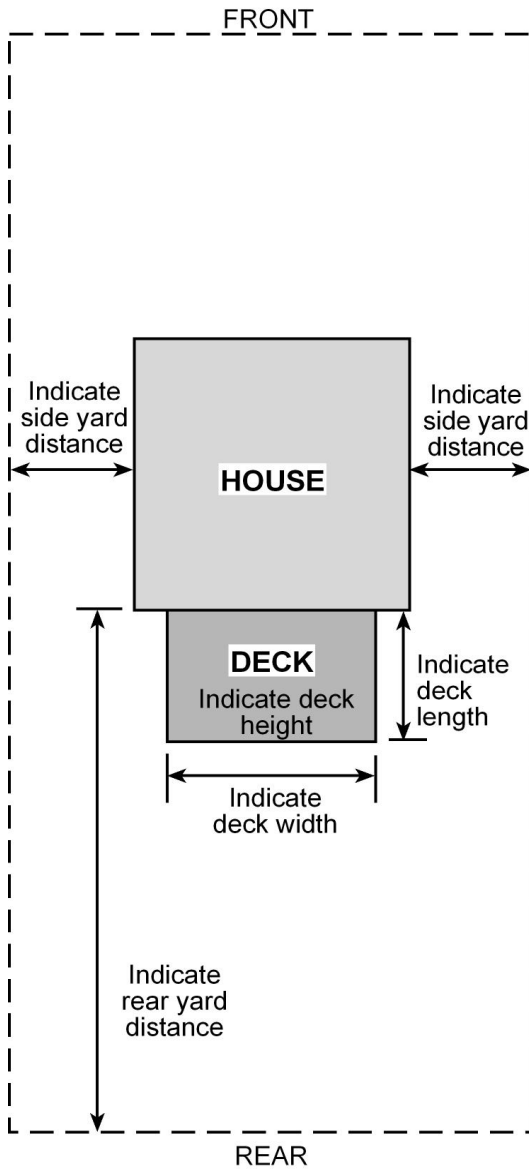 FRONT
Indicate
side yard
distance
Indicate
side yard
distance
HOUSE
DECK
Indicate deck
height
Indicate
deck
length
Indicate
deck width
Indicate
rear yard
distance
REAR